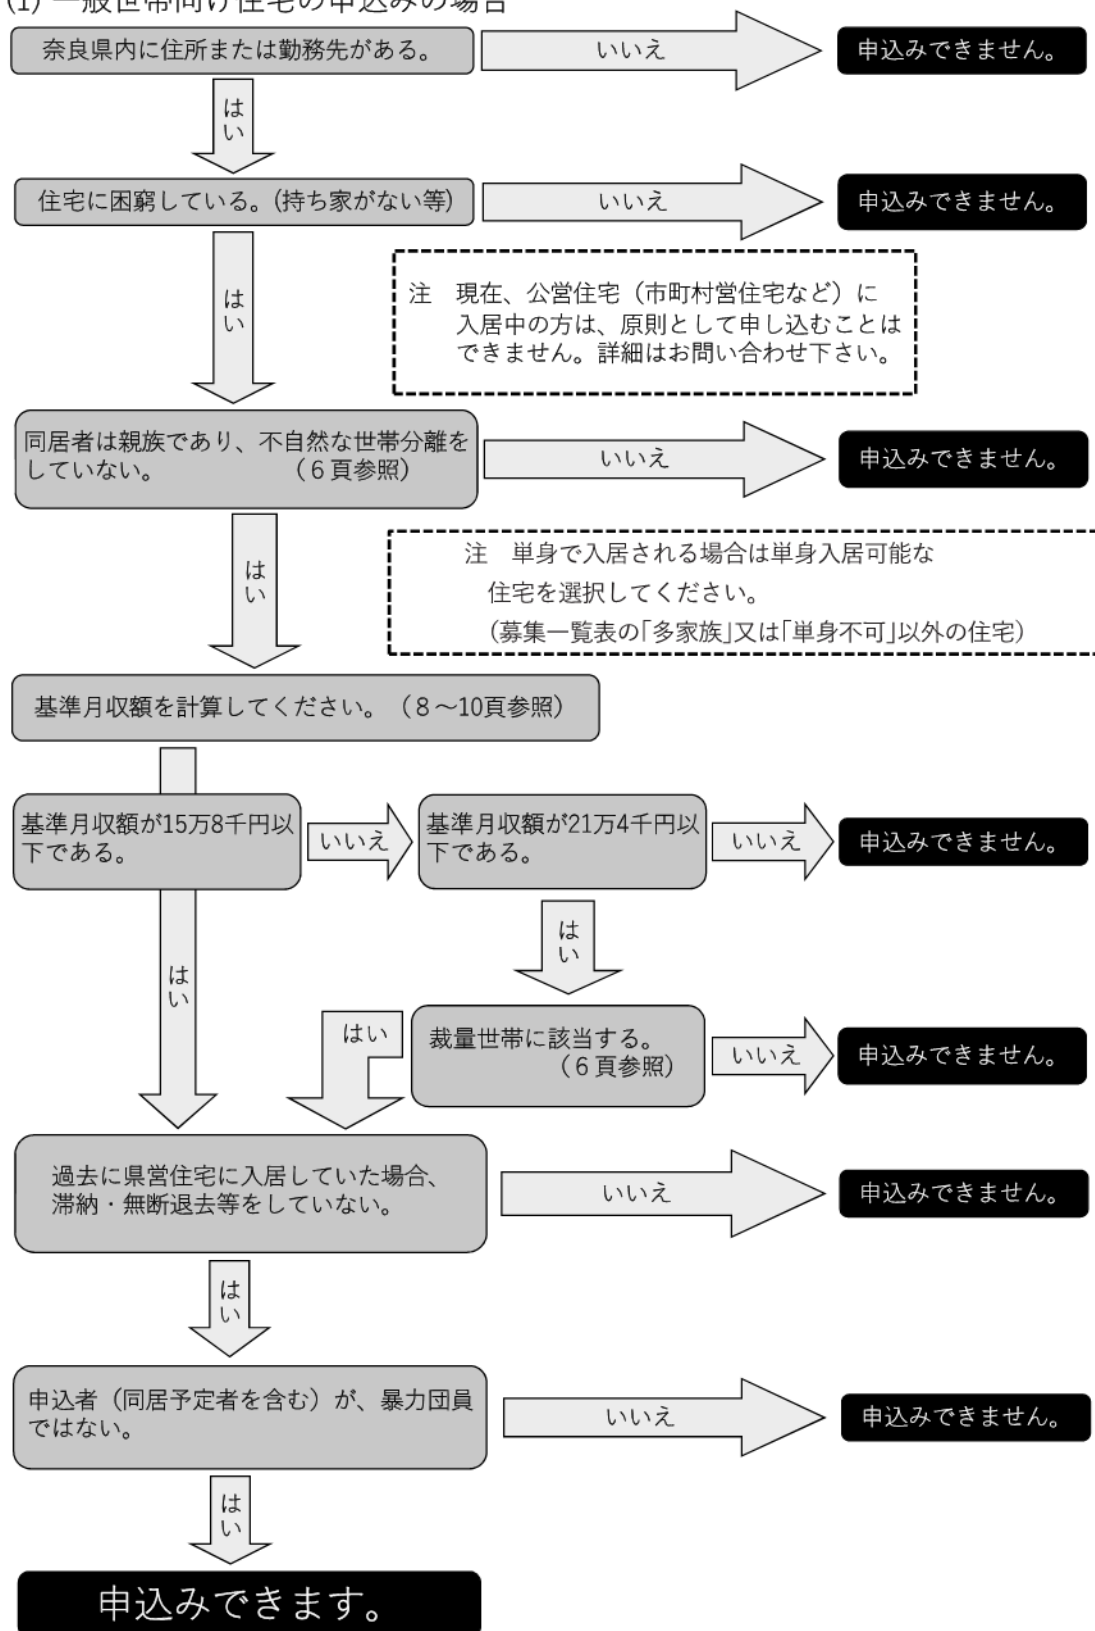 (1) 一般世帯向け住宅の申込みの場合
奈良県内に住所または勤務先がある。
いいえ
申込みできません。
はい
住宅に困窮している。(持ち家がない等)
いいえ
申込みできません。
はい
注　現在、公営住宅（市町村営住宅など）に
入居中の方は、原則として申し込むことは
できません。詳細はお問い合わせ下さい。
同居者は親族であり、不自然な世帯分離を
していない。　　　　　（６頁参照）
いいえ
申込みできません。
はい
注　単身で入居される場合は単身入居可能な
住宅を選択してください。
（募集一覧表の「多家族」又は「単身不可」以外の住宅）
基準月収額を計算してください。（８～10頁参照）
基準月収額が15万8千円以
下である。
いいえ
基準月収額が21万4千円以
下である。
いいえ
申込みできません。
はい
はい
はい
裁量世帯に該当する。
（６頁参照）
いいえ
申込みできません。
過去に県営住宅に入居していた場合、
滞納・無断退去等をしていない。
いいえ
申込みできません。
はい
申込者（同居予定者を含む）が、暴力団員
ではない。
いいえ
申込みできません。
はい
申込みできます。